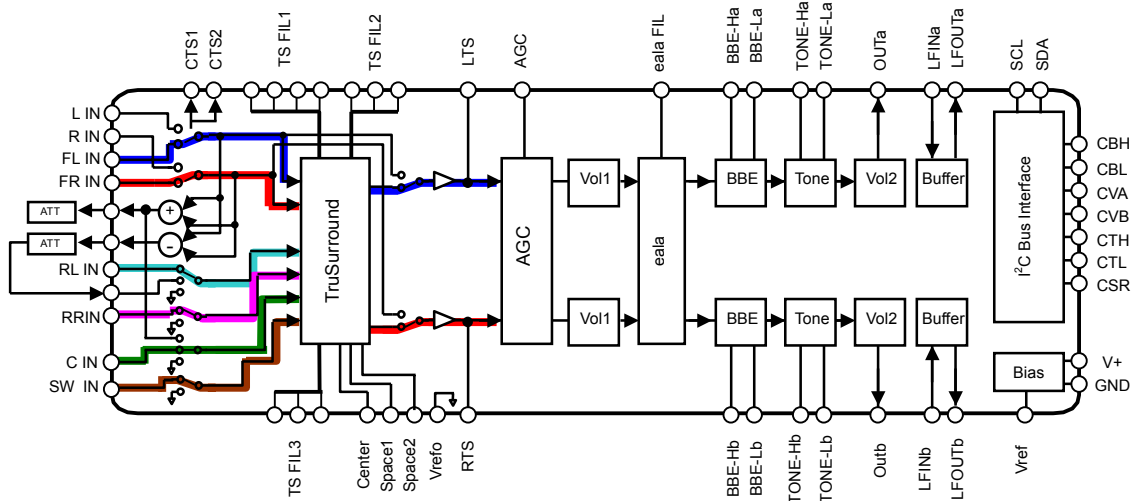 CTS1
CTS2
TS FIL1
TS FIL2
LTS
AGC
eala FIL
BBE-Ha
BBE-La
TONE-Ha
TONE-La
OUTa
LFINa
LFOUTa
SCL
SDA
L IN
R IN
FL IN
FR IN
ATT
ATT
RL IN
RRIN
C IN
SW IN
+
-
TruSurround
AGC
Vol1
eala
BBE
Tone
Vol2
Buffer
Vol1
BBE
Tone
Vol2
Buffer
I²C Bus Interface
Bias
CBH
CBL
CVA
CVB
CTH
CTL
CSR
V+
GND
TS FIL3
Center
Space1
Space2
Vrefo
RTS
BBE-Hb
BBE-Lb
TONE-Hb
TONE-Lb
Outb
LFINb
LFOUTb
Vref